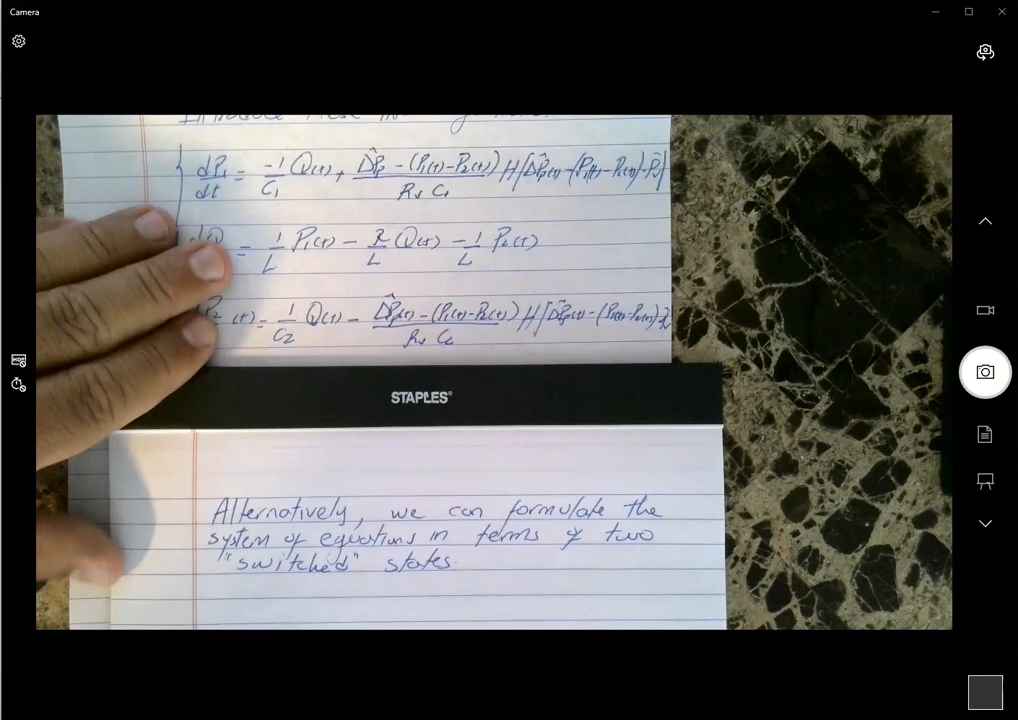 Camera
dP₁/dt = -1/C₁ Q(t) + ΔP̂p - (P₁(t)-P₂(t))/Rv C₁ H[ΔP̂p(t) - (P₁(t)-P₂(t))
= 1/L P₁(t) - R/L Q(t) - 1/L P₂(t)
P₂ (t) = 1/C₂ Q(t) - ΔP̂p(t) - (P₁(t)-P₂(t))/Rv C₂ H[ΔP̂p(t) - (P₁(t)-P₂(t))
STAPLES®
Alternatively, we can formulate the
system of equations in terms of two
"switched" states.